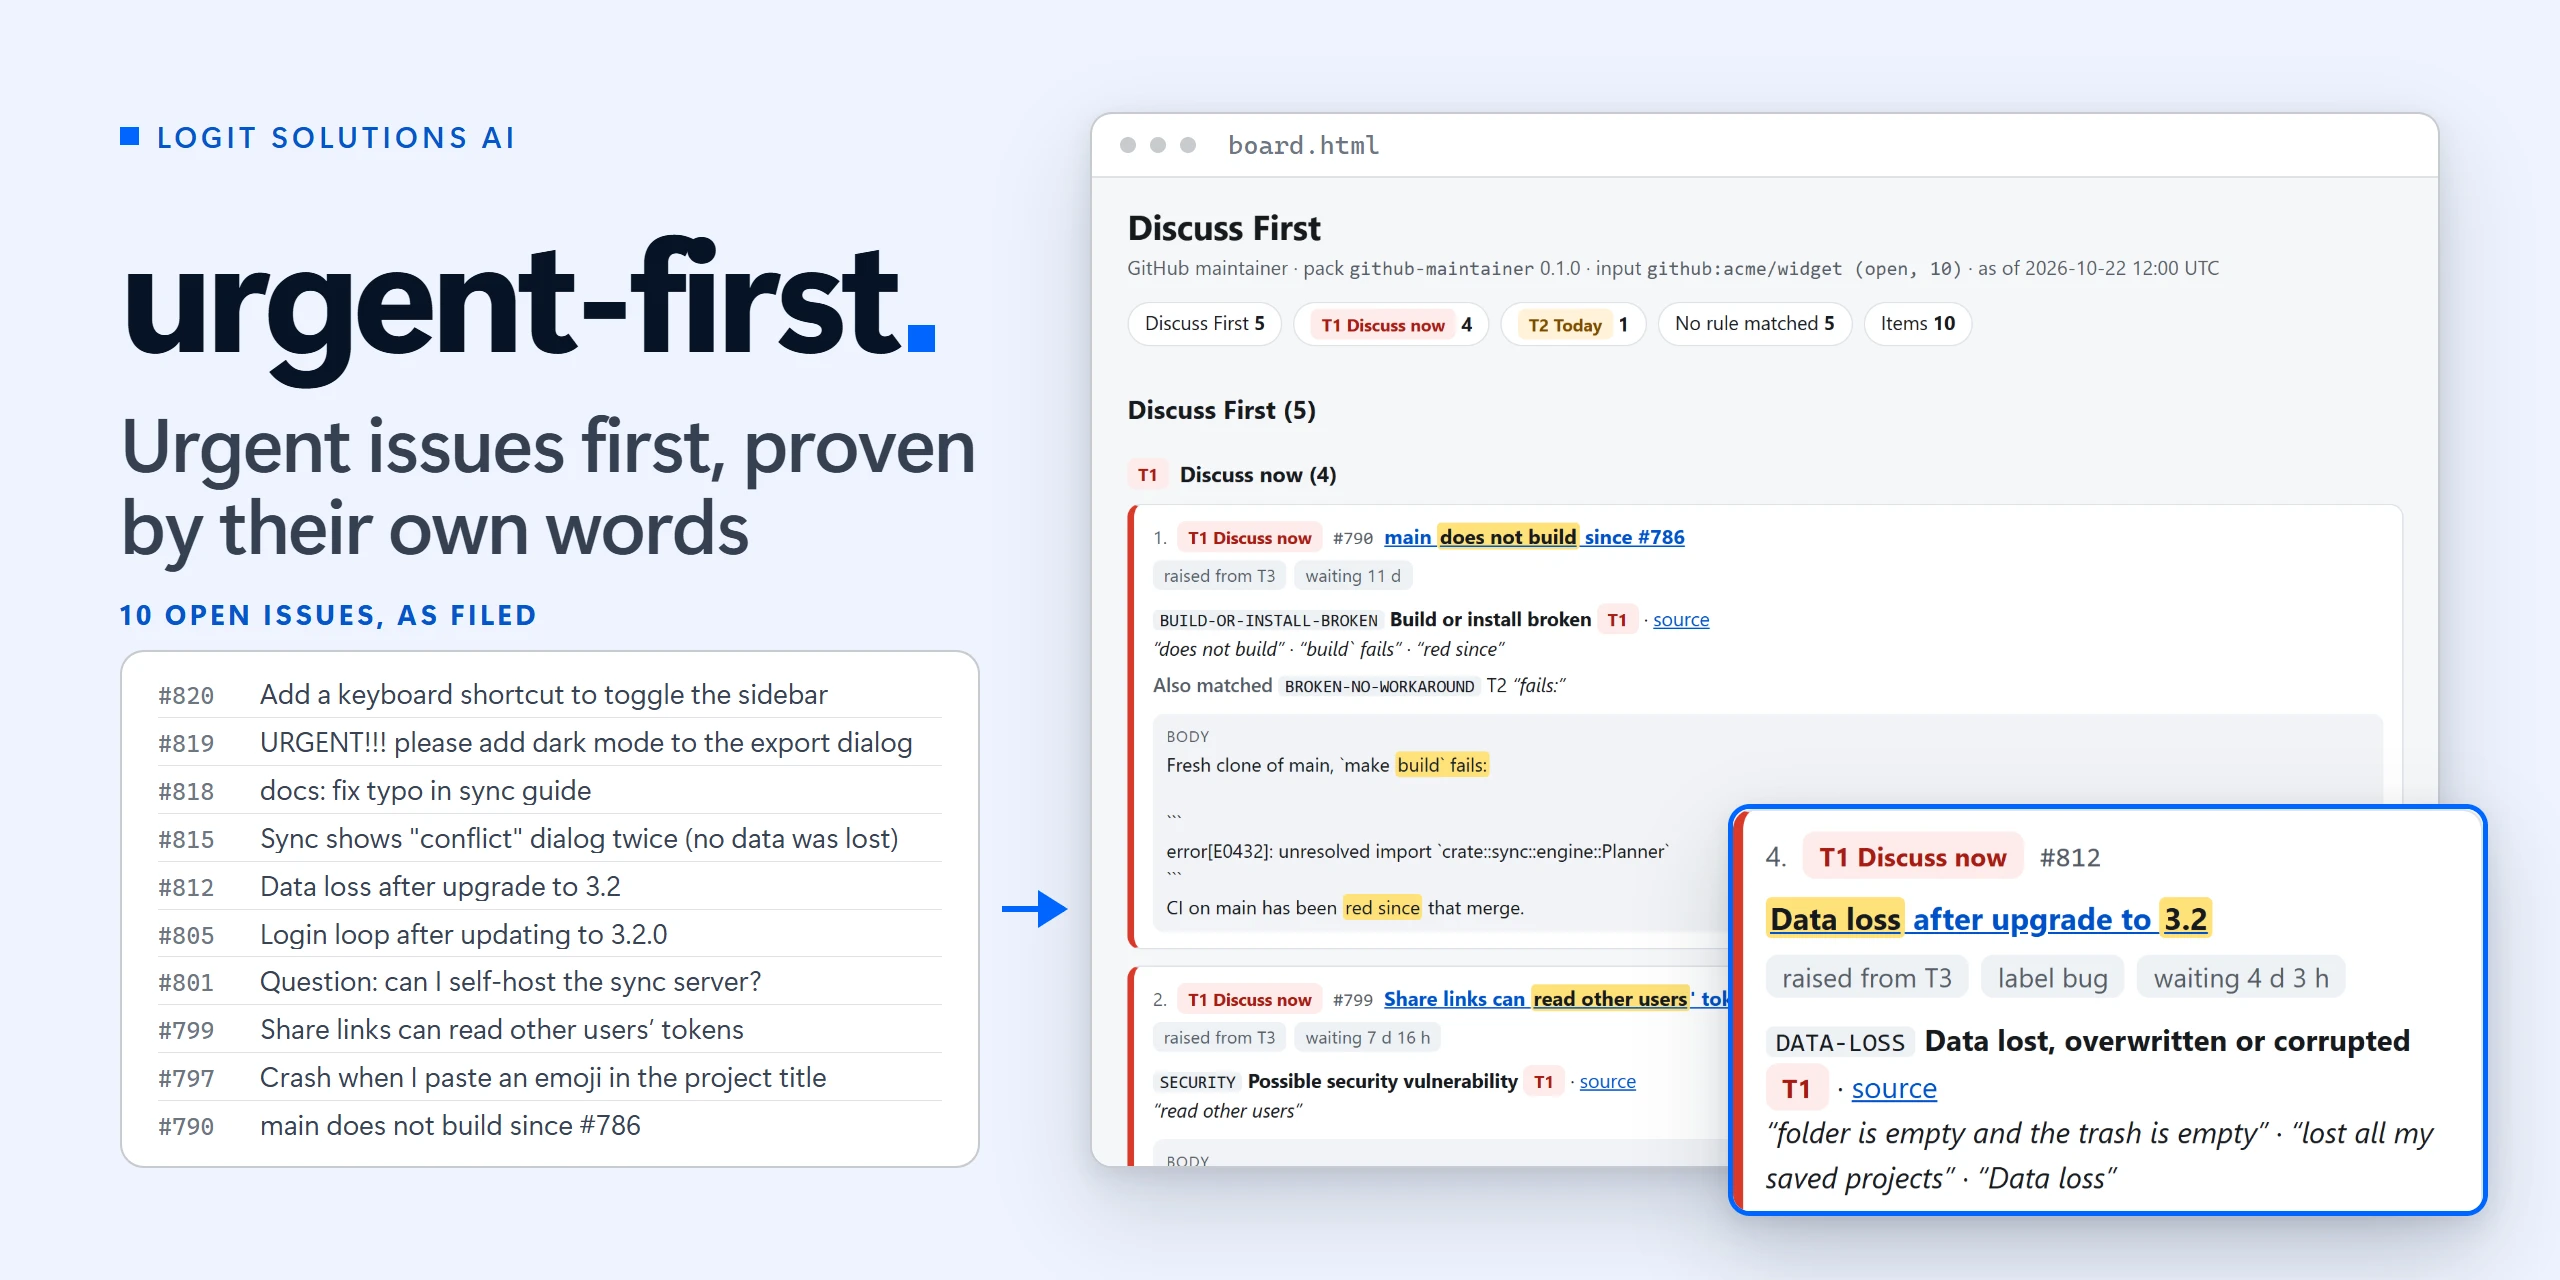 LOGIT SOLUTIONS AI
urgent-first.
Urgent issues first, proven
by their own words
10 OPEN ISSUES, AS FILED
#820 Add a keyboard shortcut to toggle the sidebar
#819 URGENT!!! please add dark mode to the export dialog
#818 docs: fix typo in sync guide
#815 Sync shows "conflict" dialog twice (no data was lost)
#812 Data loss after upgrade to 3.2
#805 Login loop after updating to 3.2.0
#801 Question: can I self-host the sync server?
#799 Share links can read other users’ tokens
#797 Crash when I paste an emoji in the project title
#790 main does not build since #786
board.html
Discuss First
GitHub maintainer · pack github-maintainer 0.1.0 · input github:acme/widget (open, 10) · as of 2026-10-22 12:00 UTC
Discuss First 5 T1 Discuss now 4 T2 Today 1 No rule matched 5 Items 10
Discuss First (5)
T1 Discuss now (4)
1. T1 Discuss now #790 main does not build since #786
raised from T3 waiting 11 d
BUILD-OR-INSTALL-BROKEN Build or install broken T1 · source
“does not build” · “build` fails” · “red since”
Also matched BROKEN-NO-WORKAROUND T2 “fails:”
BODY
Fresh clone of main, `make build` fails:
```
error[E0432]: unresolved import `crate::sync::engine::Planner`
```
CI on main has been red since that merge.
2. T1 Discuss now #799 Share links can read other users' tok
raised from T3 waiting 7 d 16 h
SECURITY Possible security vulnerability T1 · source
“read other users”
BODY
4. T1 Discuss now #812
Data loss after upgrade to 3.2
raised from T3 label bug waiting 4 d 3 h
DATA-LOSS Data lost, overwritten or corrupted
T1 · source
“folder is empty and the trash is empty” · “lost all my
saved projects” · “Data loss”